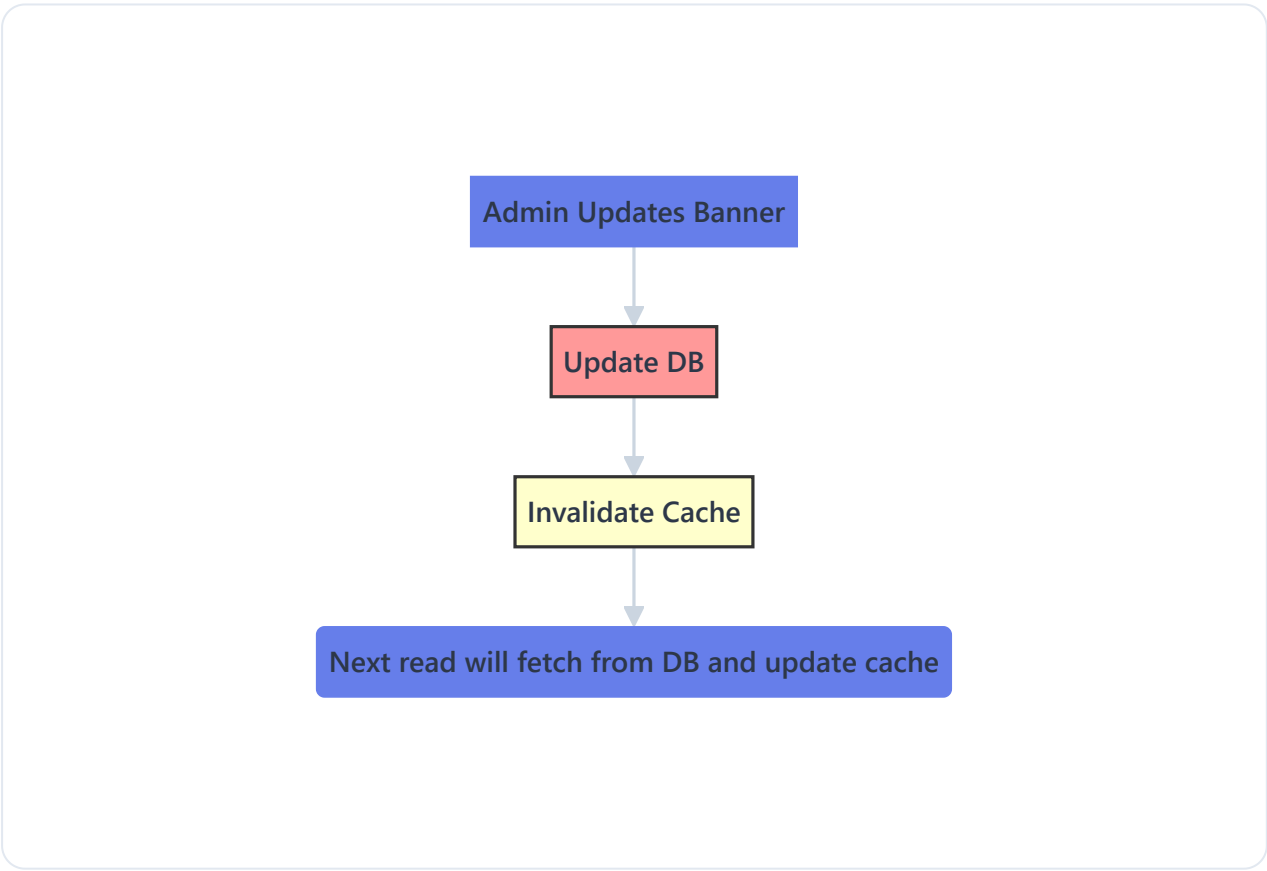 Admin Updates Banner
Update DB
Invalidate Cache
Next read will fetch from DB and update cache